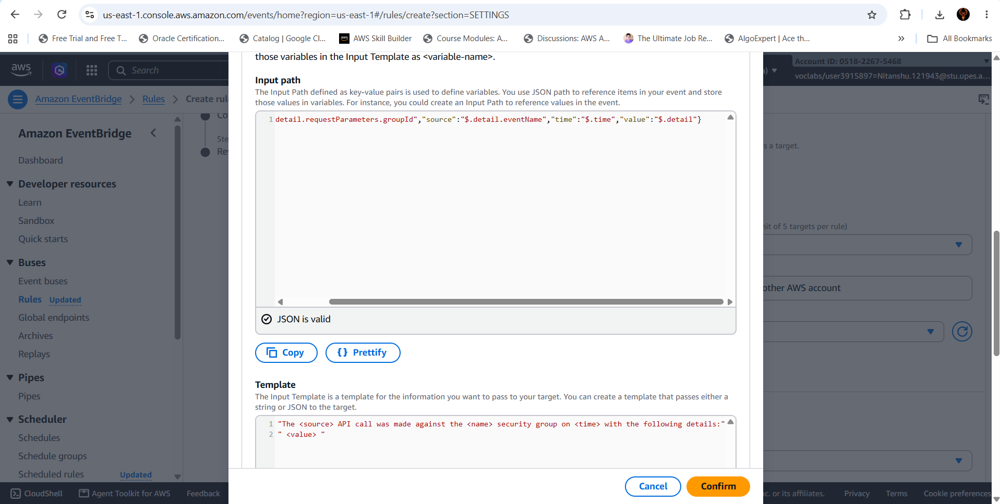 us-east-1.console.aws.amazon.com/events/home?region=us-east-1#/rules/create?section=SETTINGS
Free Trial and Free T...
Oracle Certification...
Catalog | Google Cl...
aws
AWS Skill Builder
Course Modules: A...
Discussions: AWS A...
The Ultimate Job Re...
AlgoExpert | Ace th...
All Bookmarks
aws
Search
Account ID: 0518-2267-5468
voclabs/user3915897=Nitanshu.121943@stu.upes.a...
Amazon EventBridge
Rules
Create rul
Amazon EventBridge
Dashboard
Developer resources
Learn
Sandbox
Quick starts
Buses
Event buses
Rules
Updated
Global endpoints
Archives
Replays
Pipes
Pipes
Scheduler
Schedules
Schedule groups
Scheduled rules
Updated
Co
Ste
Re
those variables in the Input Template as <variable-name>.
Input path
The Input Path defined as key-value pairs is used to define variables. You use JSON path to reference items in your event and store
those values in variables. For instance, you could create an Input Path to reference values in the event.
1 detail.requestParameters.groupId","source":"$.detail.eventName","time":"$.time","value":"$.detail"}
JSON is valid
Copy
{} Prettify
Template
The Input Template is a template for the information you want to pass to your target. You can create a template that passes either a
string or JSON to the target.
1 "The <source> API call was made against the <name> security group on <time> with the following details:"
2 " <value> "
Cancel
Confirm
a)
s a target.
nit of 5 targets per rule)
other AWS account
CloudShell
Agent Toolkit for AWS
Feedback
nc. or its affiliates.
Privacy
Terms
Cookie preferences